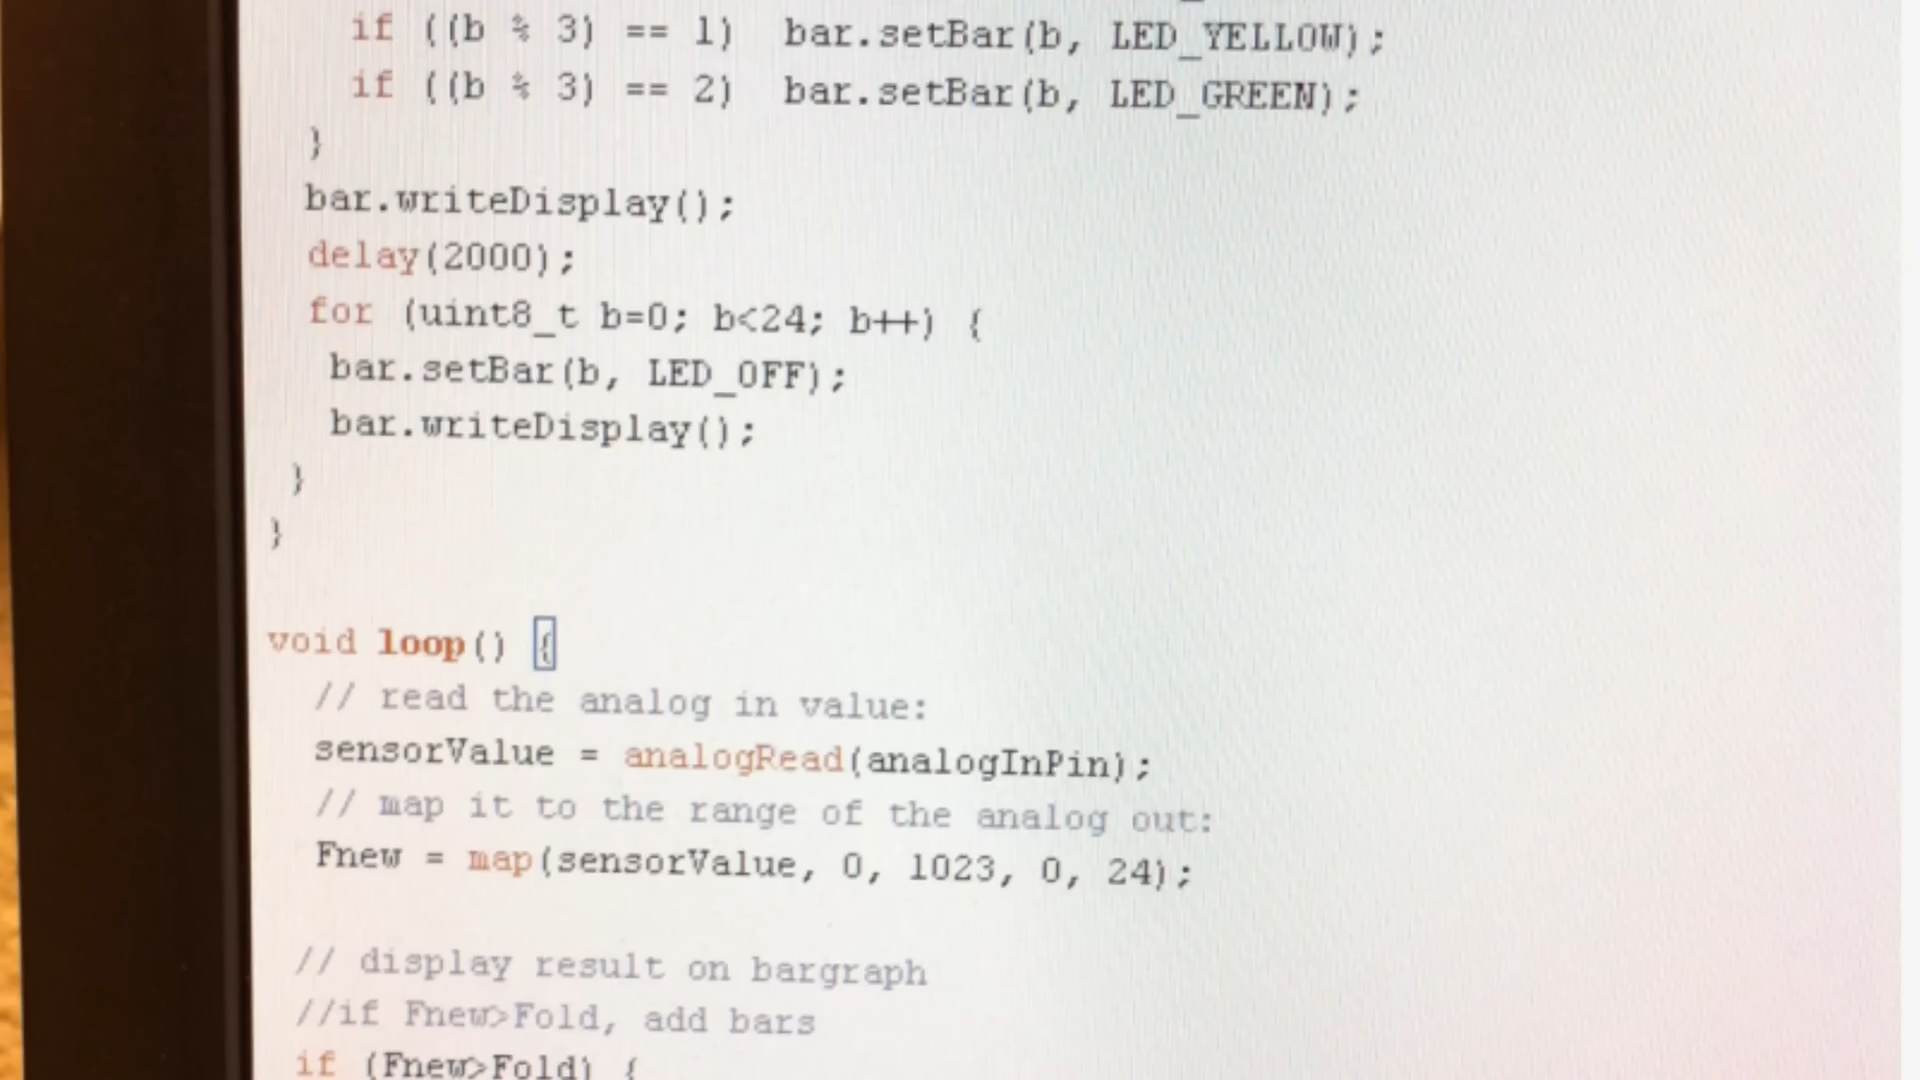 if ((b % 3) == 1)  bar.setBar(b, LED_YELLOW);
if ((b % 3) == 2)  bar.setBar(b, LED_GREEN);
}
bar.writeDisplay();
delay(2000);
for (uint8_t b=0; b<24; b++) {
bar.setBar(b, LED_OFF);
bar.writeDisplay();
}
}
void loop() {
// read the analog in value:
sensorValue = analogRead(analogInPin);
// map it to the range of the analog out:
Fnew = map(sensorValue, 0, 1023, 0, 24);
// display result on bargraph
//if Fnew>Fold, add bars
if (Fnew>Fold) {